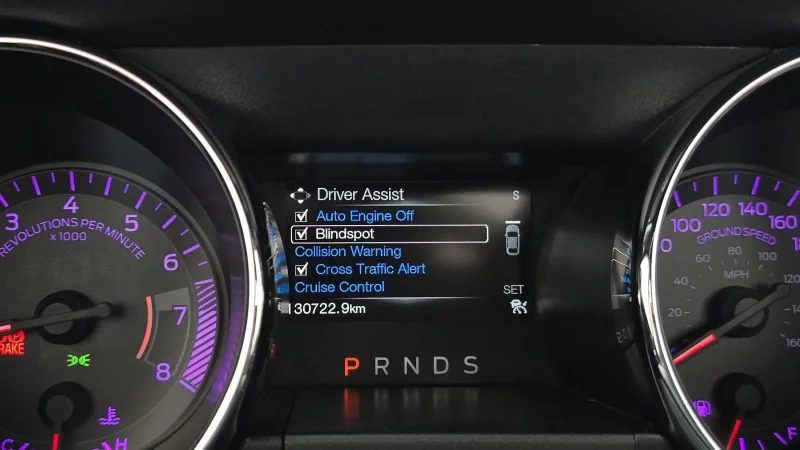 Driver Assist S
Auto Engine Off
Blindspot
Collision Warning
Cross Traffic Alert
Cruise Control
SET
30722.9km
P R N D S
3 4 5 6 7 8
REVOLUTIONS PER MINUTE
x1000
BRAKE
C H
100 120 140 160
GROUND SPEED
MPH
20 40 60 80 100 120 160
F